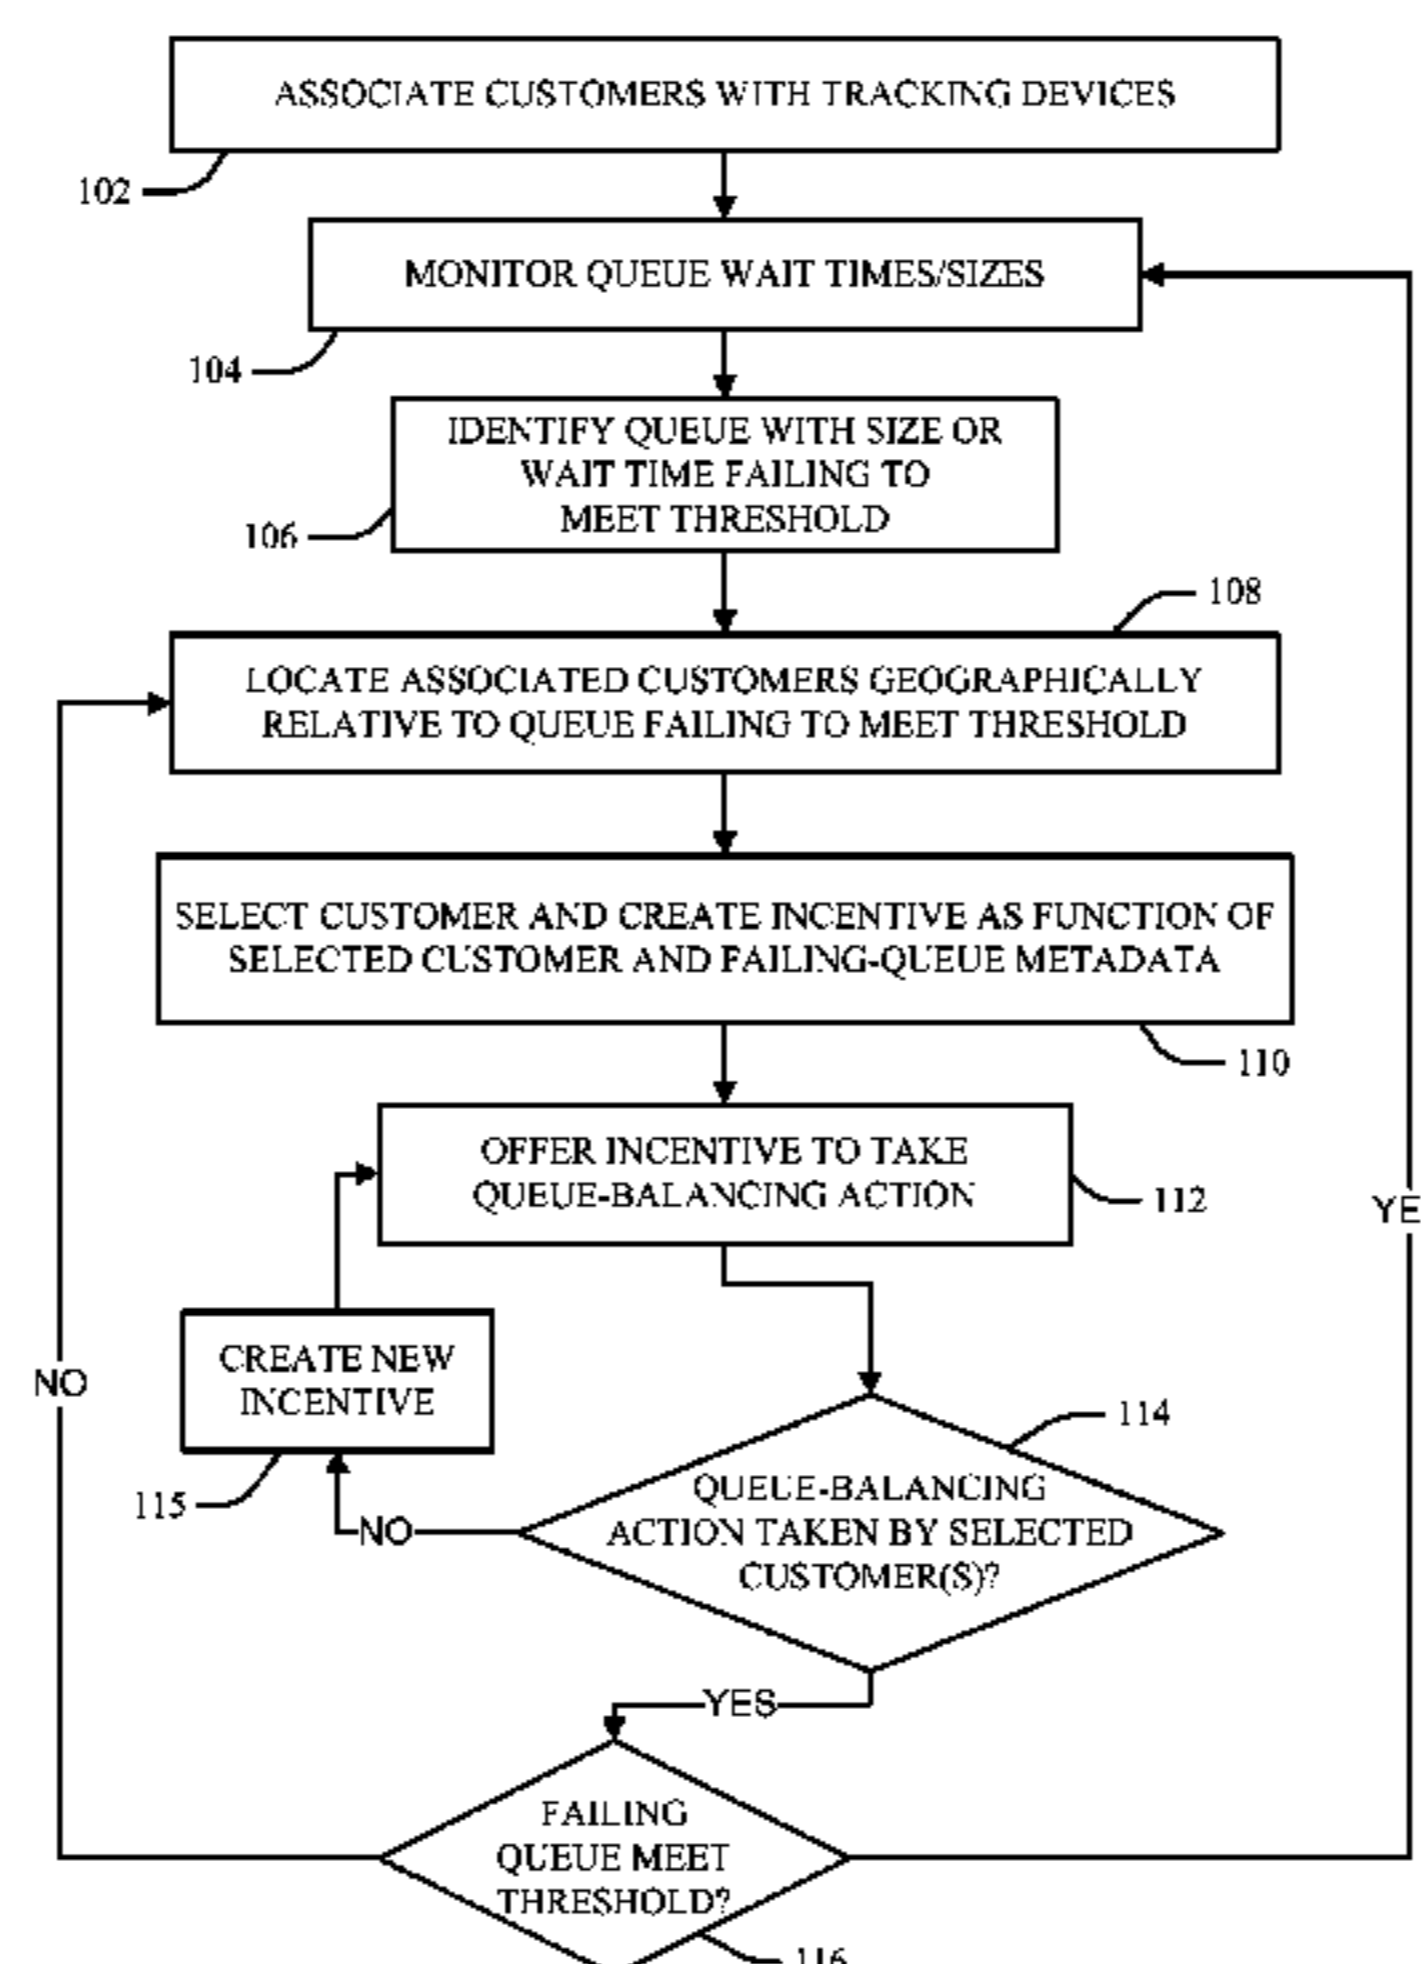 ASSOCIATE CUSTOMERS WITH TRACKING DEVICES
102
MONITOR QUEUE WAIT TIMES/SIZES
104
IDENTIFY QUEUE WITH SIZE OR
WAIT TIME FAILING TO
MEET THRESHOLD
106
108
LOCATE ASSOCIATED CUSTOMERS GEOGRAPHICALLY
RELATIVE TO QUEUE FAILING TO MEET THRESHOLD
SELECT CUSTOMER AND CREATE INCENTIVE AS FUNCTION OF
SELECTED CUSTOMER AND FAILING-QUEUE METADATA
110
OFFER INCENTIVE TO TAKE
QUEUE-BALANCING ACTION
112
YE
CREATE NEW
INCENTIVE
NO
115
114
QUEUE-BALANCING
ACTION TAKEN BY SELECTED
CUSTOMER(S)?
NO
YES
FAILING
QUEUE MEET
THRESHOLD?
116